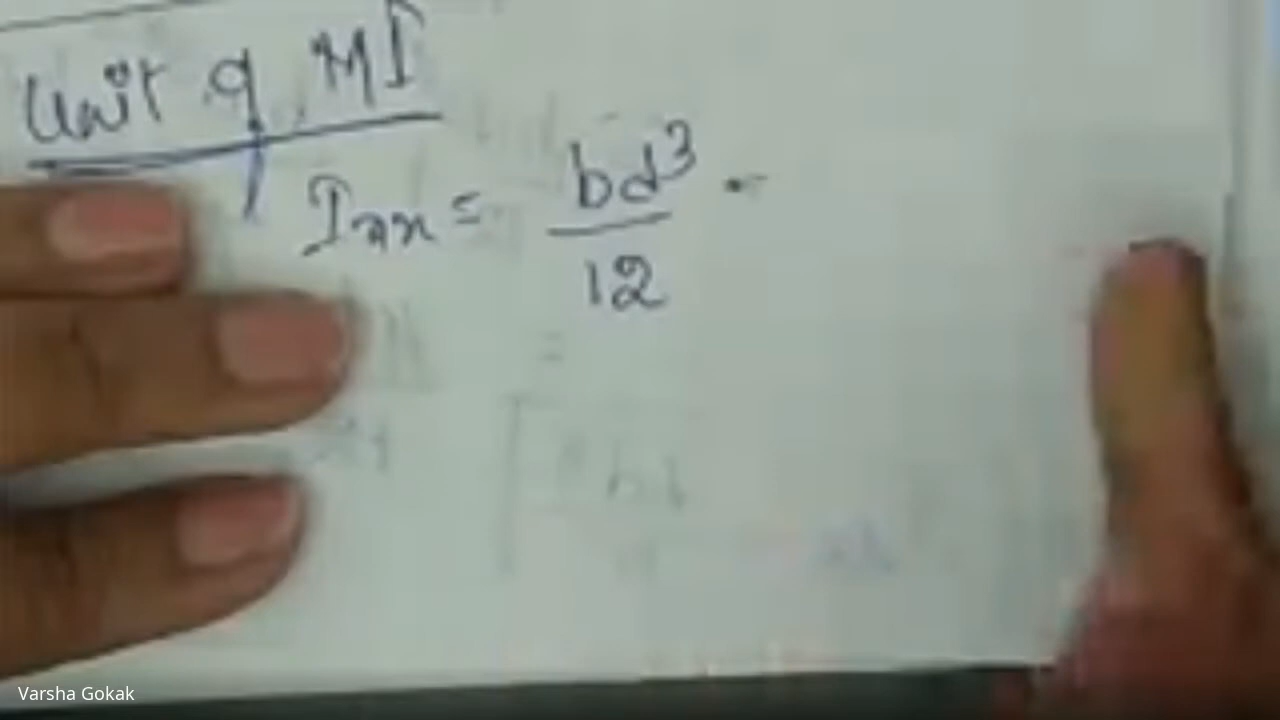 Unit of MI
Ixx = bd³
12
Varsha Gokak